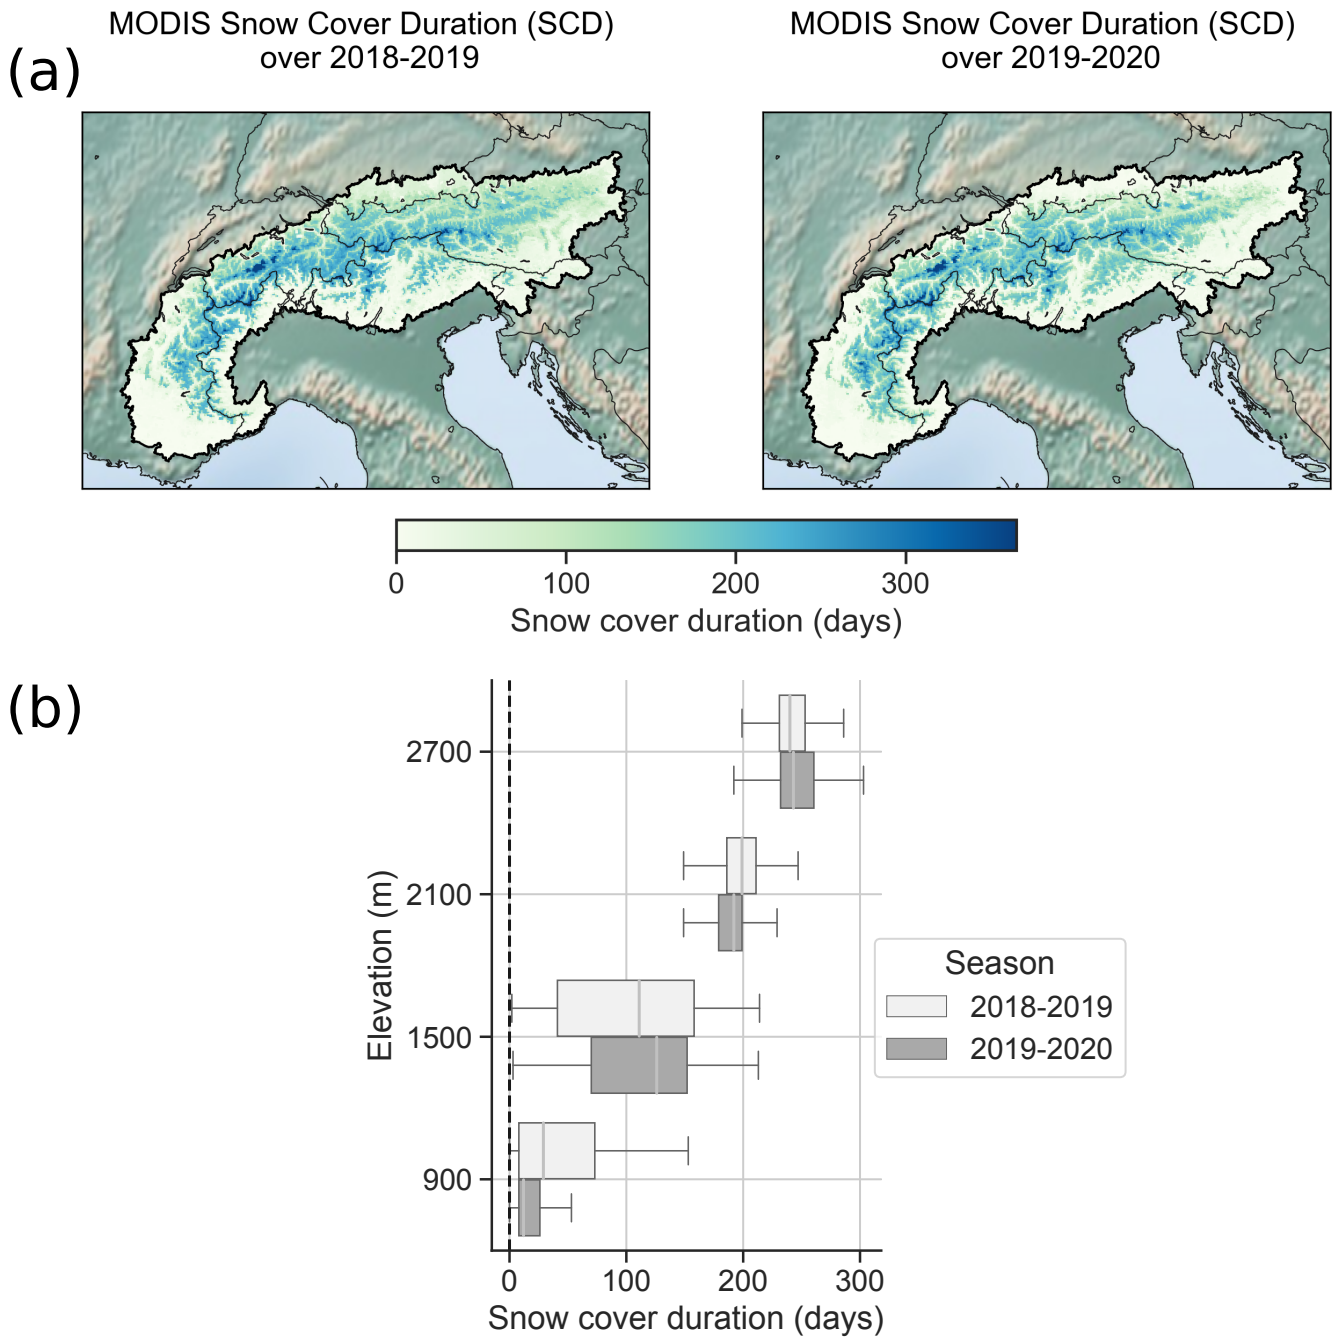 MODIS Snow Cover Duration (SCD)
over 2018-2019
MODIS Snow Cover Duration (SCD)
over 2019-2020
(a)
0 100 200 300
Snow cover duration (days)
(b)
2700
2100
1500
900
Elevation (m)
Season
2018-2019
2019-2020
0 100 200 300
Snow cover duration (days)